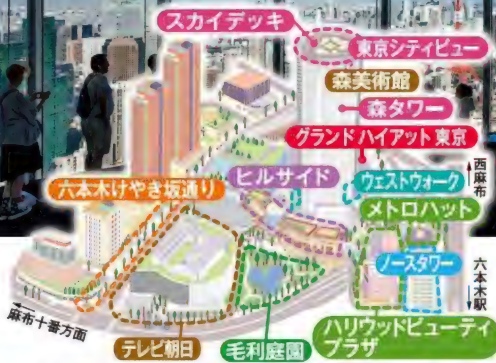 スカイデッキ
東京シティビュー
森美術館
森タワー
グランド ハイアット 東京
西麻布
六本木けやき坂通り
ヒルサイド
ウェストウォーク
メトロハット
ノースタワー
六本木駅
麻布十番方面
テレビ朝日
毛利庭園
ハリウッドビューティ
プラザ